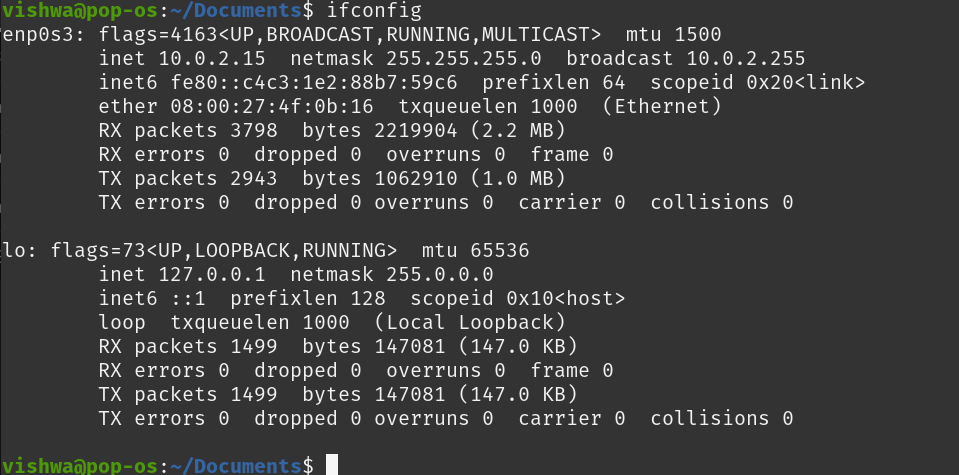 vishwa@pop-os:~/Documents$ ifconfig
enp0s3: flags=4163<UP,BROADCAST,RUNNING,MULTICAST>  mtu 1500
        inet 10.0.2.15  netmask 255.255.255.0  broadcast 10.0.2.255
        inet6 fe80::c4c3:1e2:88b7:59c6  prefixlen 64  scopeid 0x20<link>
        ether 08:00:27:4f:0b:16  txqueuelen 1000  (Ethernet)
        RX packets 3798  bytes 2219904 (2.2 MB)
        RX errors 0  dropped 0  overruns 0  frame 0
        TX packets 2943  bytes 1062910 (1.0 MB)
        TX errors 0  dropped 0 overruns 0  carrier 0  collisions 0

lo: flags=73<UP,LOOPBACK,RUNNING>  mtu 65536
        inet 127.0.0.1  netmask 255.0.0.0
        inet6 ::1  prefixlen 128  scopeid 0x10<host>
        loop  txqueuelen 1000  (Local Loopback)
        RX packets 1499  bytes 147081 (147.0 KB)
        RX errors 0  dropped 0  overruns 0  frame 0
        TX packets 1499  bytes 147081 (147.0 KB)
        TX errors 0  dropped 0 overruns 0  carrier 0  collisions 0

vishwa@pop-os:~/Documents$